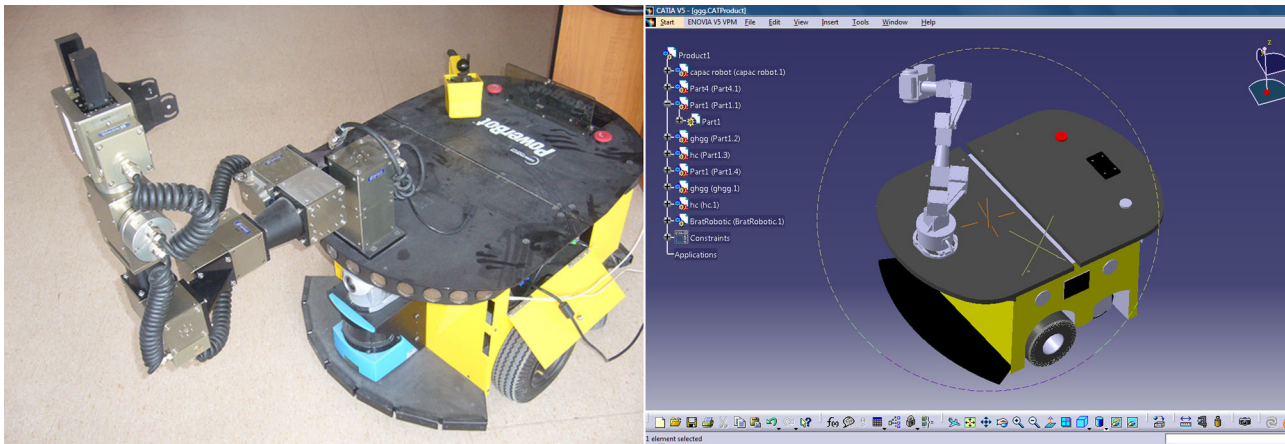 PowerBot
CATIA V5 - [ggg.CATProduct]
Start ENOVIA V5 VPM File Edit View Insert Tools Window Help
Product1
capac robot (capac robot.1)
Part4 (Part4.1)
Part1 (Part1.1)
Part1
ghgg (Part1.2)
hc (Part1.3)
Part1 (Part1.4)
ghgg (ghgg.1)
hc (hc.1)
BratRobotic (BratRobotic.1)
Constraints
Applications
z
f(x)
1 element selected